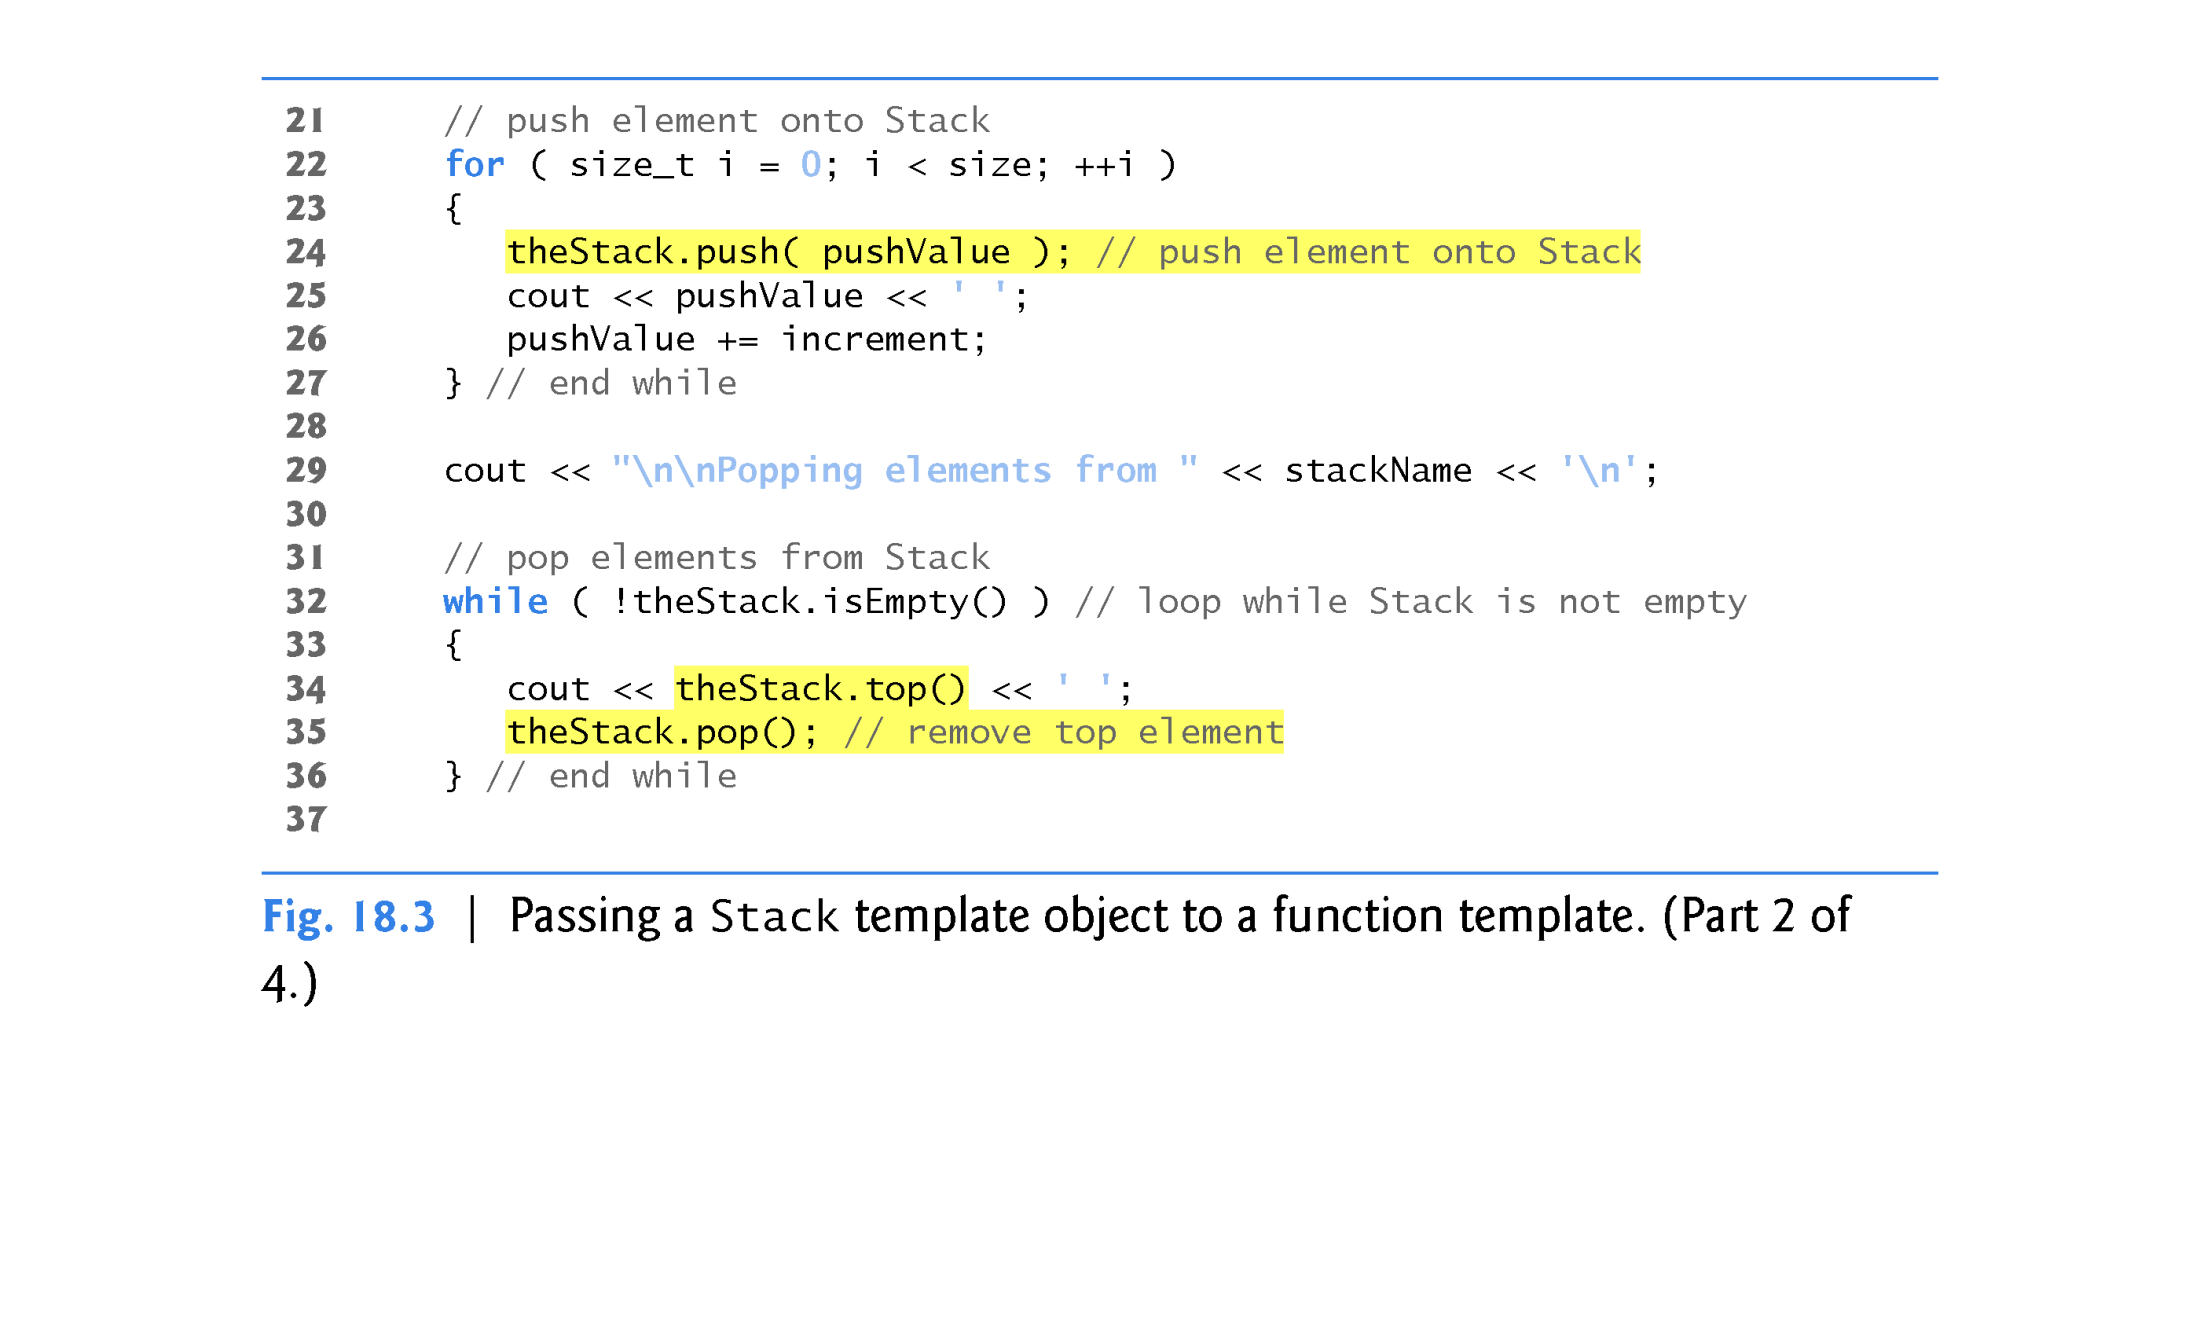 21 // push element onto Stack
22 for ( size_t i = 0; i < size; ++i )
23 {
24 theStack.push( pushValue ); // push element onto Stack
25 cout << pushValue << ' ';
26 pushValue += increment;
27 } // end while
28
29 cout << "\n\nPopping elements from " << stackName << '\n';
30
31 // pop elements from Stack
32 while ( !theStack.isEmpty() ) // loop while Stack is not empty
33 {
34 cout << theStack.top() << ' ';
35 theStack.pop(); // remove top element
36 } // end while
37
Fig. 18.3 | Passing a Stack template object to a function template. (Part 2 of
4.)